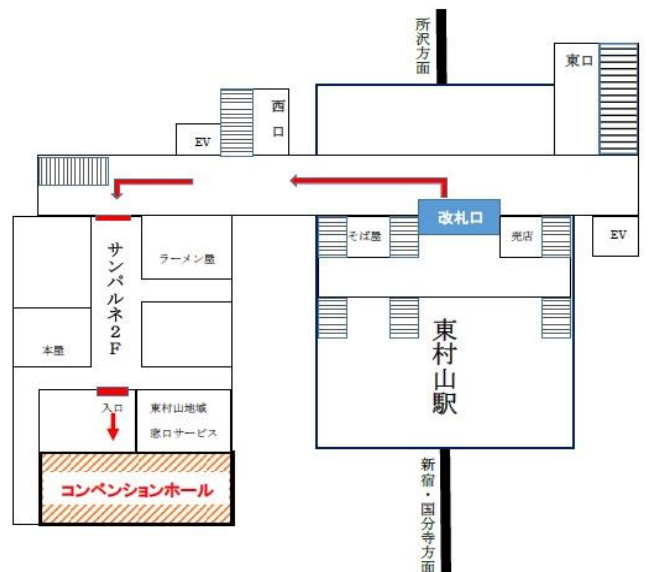 所沢方面
東口
西口
EV
改札口
そば屋
売店
EV
サンパルネ2F
ラーメン屋
本屋
東村山駅
入口
東村山地域
窓口サービス
コンベンションホール
新宿・国分寺方面